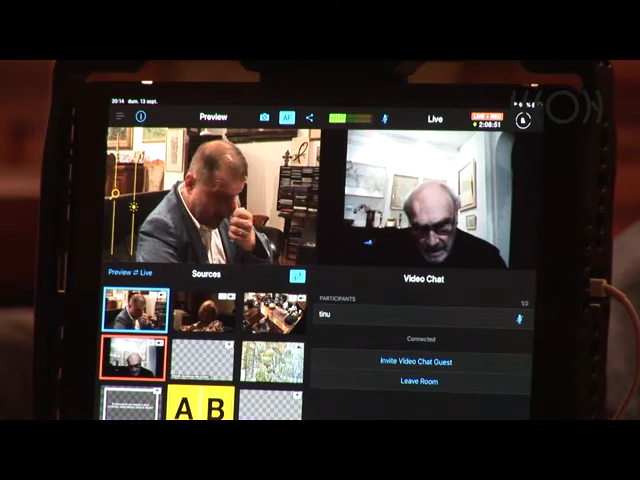 20:14 dum. 13 sept.
Preview
AF
Live
LIVE + REC
2:08:51
Preview ⇄ Live
Sources
Video Chat
PARTICIPANTS
1/2
tinu
Connected
Invite Video Chat Guest
Leave Room
A B